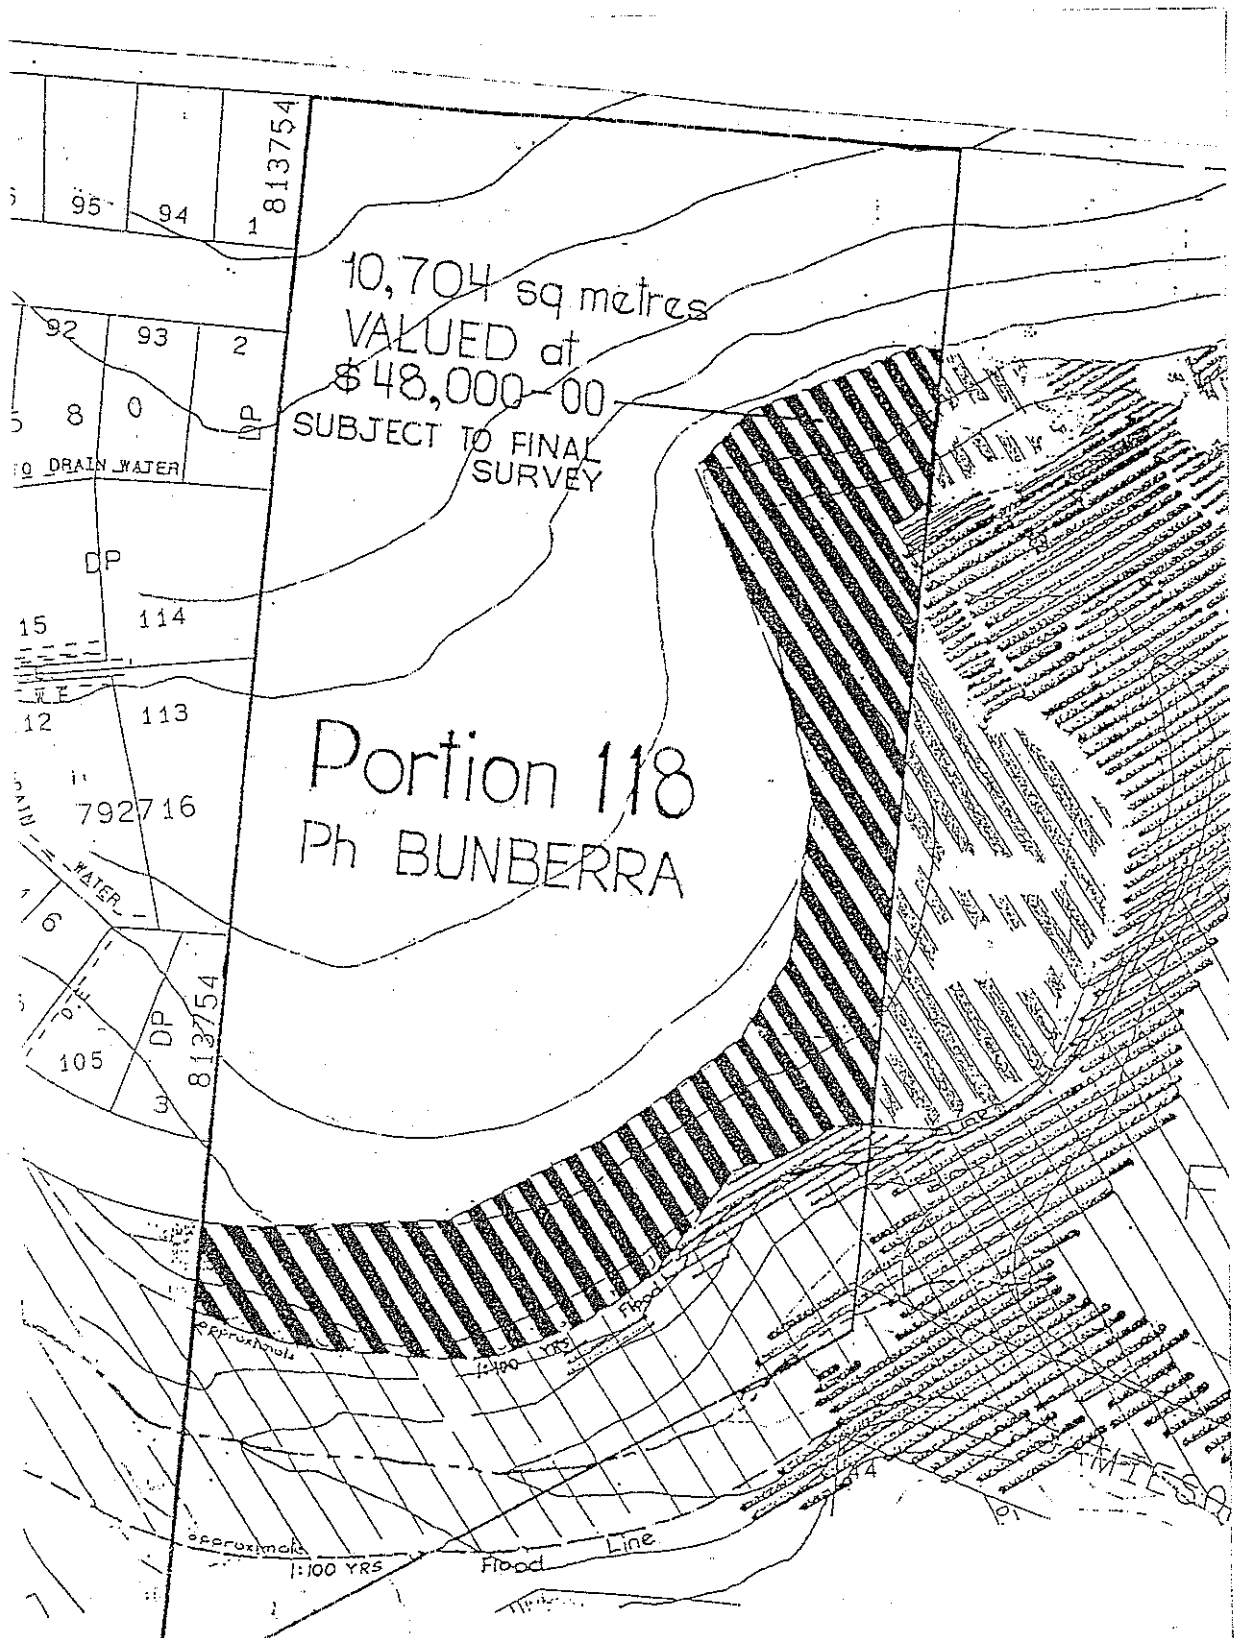 813754
95
94
1
10,704 sq metres
VALUED at
$48,000-00
SUBJECT TO FINAL
SURVEY
92
93
2
8
0
DP
TO DRAIN WATER
DP
15
114
12
113
Portion 118
Ph BUNBERRA
792716
WATER
6
DP
813754
105
3
approximate
1:100 YRS
Flood
approximate
1:100 YRS
Flood
Line